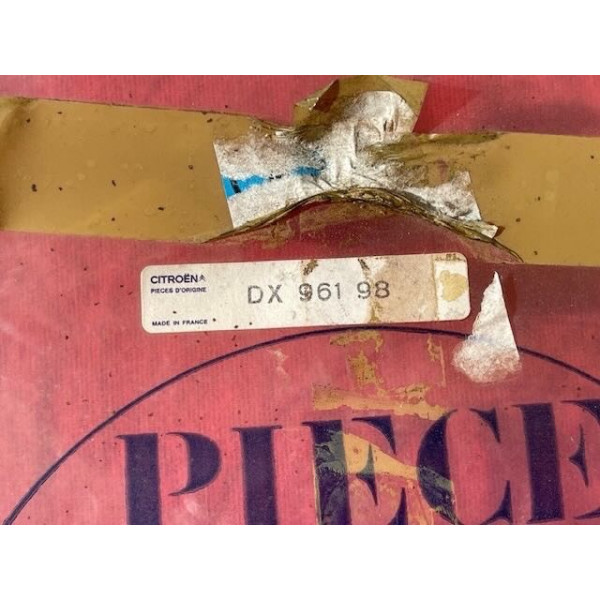 CITROËN
PIECES D'ORIGINE
DX 961 98
MADE IN FRANCE
PIECE